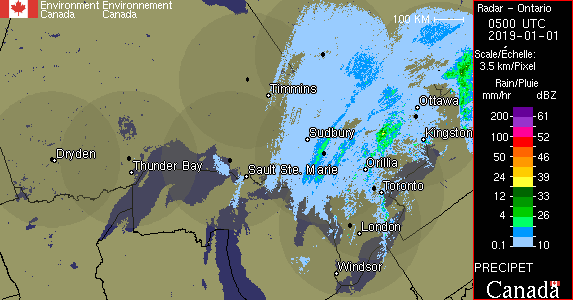 Environment Environnement
Canada Canada
100 KM
Timmins
Ottawa
Sudbury
Kingston
Dryden
Thunder Bay
Sault Ste. Marie
Orillia
Toronto
London
Windsor
Radar - Ontario
0500 UTC
2019-01-01
Scale/Échelle:
3.5 km/Pixel
Rain/Pluie
mm/hr dBZ
200 61
100 52
50 46
24 39
12 33
4 26
0.1 10
PRECIPET
Canada